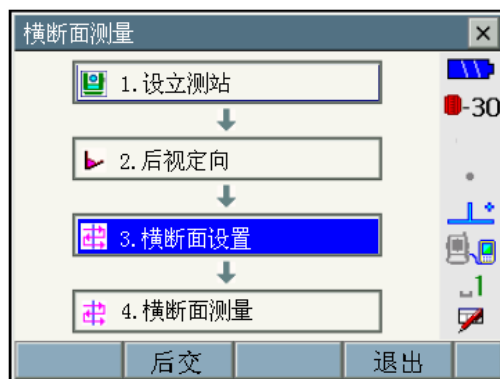 横断面测量
1.设立测站
-30
2.后视定向
3.横断面设置
1
4.横断面测量
后交 退出